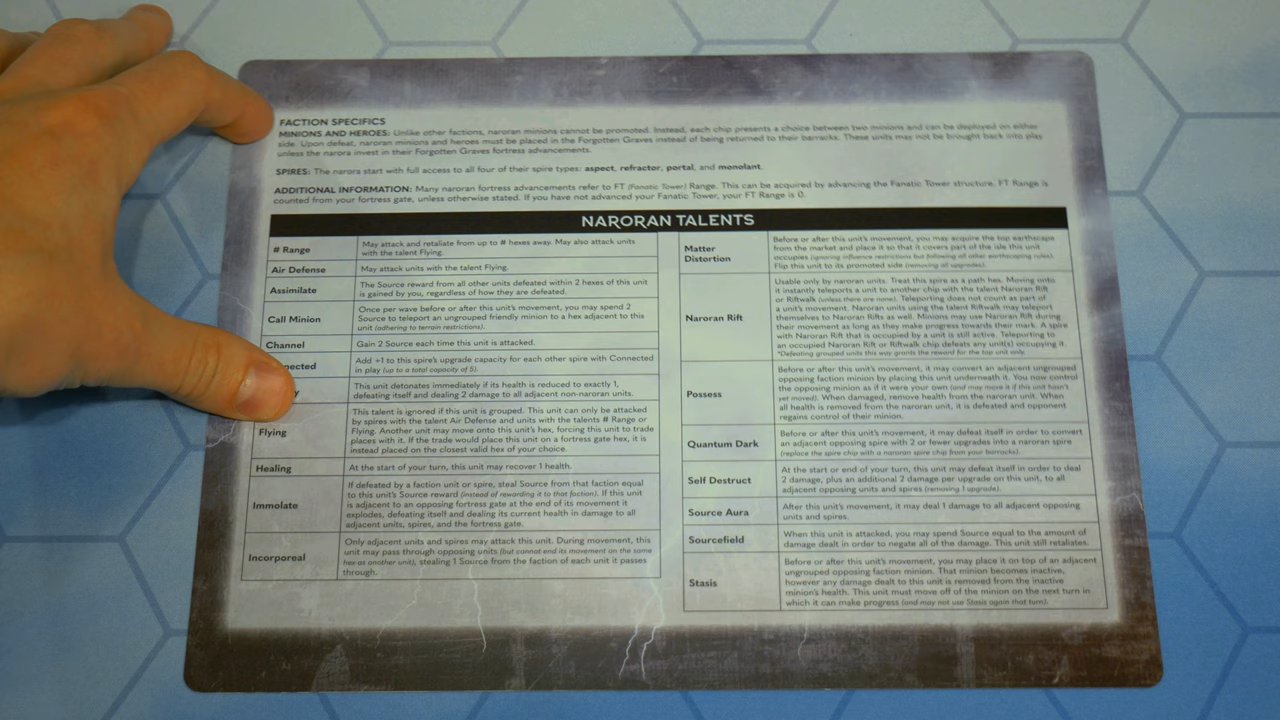 FACTION SPECIFICS
MINIONS AND HEROES: Unlike other factions, naroran minions cannot be promoted. Instead, each chip presents a choice between two minions and can be deployed on either
side. Upon defeat, naroran minions and heroes must be placed in the Forgotten Graves instead of being returned to their barracks. These units may not be brought back into play
unless the narora invest in their Forgotten Graves fortress advancements.
SPIRES: The narora start with full access to all four of their spire types: aspect, refractor, portal, and monolant.
ADDITIONAL INFORMATION: Many naroran fortress advancements refer to FT (Fanatic Tower) Range. This can be acquired by advancing the Fanatic Tower structure. FT Range is
counted from your fortress gate, unless otherwise stated. If you have not advanced your Fanatic Tower, your FT Range is 0.
NARORAN TALENTS
# Range
May attack and retaliate from up to # hexes away. May also attack units
with the talent Flying.
Air Defense
May attack units with the talent Flying.
Assimilate
The Source reward from all other units defeated within 2 hexes of this unit
is gained by you, regardless of how they are defeated.
Call Minion
Once per wave before or after this unit's movement, you may spend 2
Source to teleport an ungrouped friendly minion to a hex adjacent to this
unit (adhering to terrain restrictions).
Channel
Gain 2 Source each time this unit is attacked.
nected
Add +1 to this spire's upgrade capacity for each other spire with Connected
in play (up to a total capacity of 5).
y
This unit detonates immediately if its health is reduced to exactly 1,
defeating itself and dealing 2 damage to all adjacent non-naroran units.
Flying
This talent is ignored if this unit is grouped. This unit can only be attacked
by spires with the talent Air Defense and units with the talents # Range or
Flying. Another unit may move onto this unit's hex, forcing this unit to trade
places with it. If the trade would place this unit on a fortress gate hex, it is
instead placed on the closest valid hex of your choice.
Healing
At the start of your turn, this unit may recover 1 health.
Immolate
If defeated by a faction unit or spire, steal Source from that faction equal
to this unit's Source reward (instead of rewarding it to that faction). If this unit
is adjacent to an opposing fortress gate at the end of its movement it
explodes, defeating itself and dealing its current health in damage to all
adjacent units, spires, and the fortress gate.
Incorporeal
Only adjacent units and spires may attack this unit. During movement, this
unit may pass through opposing units (but cannot end its movement on the same
hex as another unit), stealing 1 Source from the faction of each unit it passes
through.
Matter
Distortion
Before or after this unit's movement, you may acquire the top earthscape
from the market and place it so that it covers part of the isle this unit
occupies (ignoring influence restrictions but following all other earthscaping rules).
Flip this unit to its promoted side (removing all upgrades).
Naroran Rift
Usable only by naroran units. Treat this spire as a path hex. Moving onto
it instantly teleports a unit to another chip with the talent Naroran Rift
or Riftwalk (unless there are none). Teleporting does not count as part of
a unit's movement. Naroran units using the talent Riftwalk may teleport
themselves to Naroran Rifts as well. Minions may use Naroran Rift during
their movement as long as they make progress towards their mark. A spire
with Naroran Rift that is occupied by a unit is still active. Teleporting to
an occupied Naroran Rift or Riftwalk chip defeats any unit(s) occupying it.
*Defeating grouped units this way grants the reward for the top unit only.
Possess
Before or after this unit's movement, it may convert an adjacent ungrouped
opposing faction minion by placing this unit underneath it. You now control
the opposing minion as if it were your own (and may move it if this unit hasn't
yet moved). When damaged, remove health from the naroran unit. When
all health is removed from the naroran unit, it is defeated and opponent
regains control of their minion.
Quantum Dark
Before or after this unit's movement, it may defeat itself in order to convert
an adjacent opposing spire with 2 or fewer upgrades into a naroran spire
(replace the spire chip with a naroran spire chip from your barracks).
Self Destruct
At the start or end of your turn, this unit may defeat itself in order to deal
2 damage, plus an additional 2 damage per upgrade on this unit, to all
adjacent opposing units and spires (removing 1 upgrade).
Source Aura
After this unit's movement, it may deal 1 damage to all adjacent opposing
units and spires.
Sourcefield
When this unit is attacked, you may spend Source equal to the amount of
damage dealt in order to negate all of the damage. This unit still retaliates.
Stasis
Before or after this unit's movement, you may place it on top of an adjacent
ungrouped opposing faction minion. That minion becomes inactive,
however any damage dealt to this unit is removed from the inactive
minion's health. This unit must move off of the minion on the next turn in
which it can make progress (and may not use Stasis again that turn).